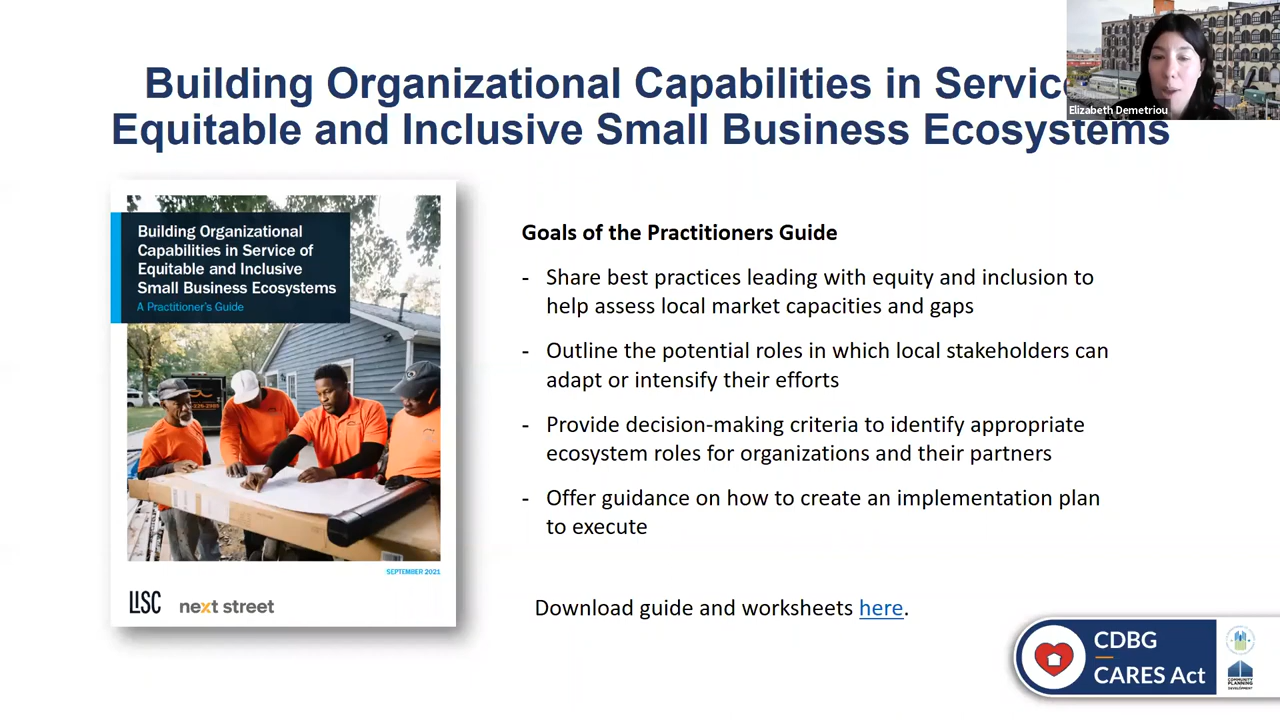 Building Organizational Capabilities in Servic
Equitable and Inclusive Small Business Ecosystems
Elizabeth Demetriou
Building Organizational
Capabilities in Service of
Equitable and Inclusive
Small Business Ecosystems
A Practitioner's Guide
SEPTEMBER 2021
LISC
next street
Goals of the Practitioners Guide
- Share best practices leading with equity and inclusion to
help assess local market capacities and gaps
- Outline the potential roles in which local stakeholders can
adapt or intensify their efforts
- Provide decision-making criteria to identify appropriate
ecosystem roles for organizations and their partners
- Offer guidance on how to create an implementation plan
to execute
Download guide and worksheets here.
CDBG
CARES Act
COMMUNITY
PLANNING
DEVELOPMENT